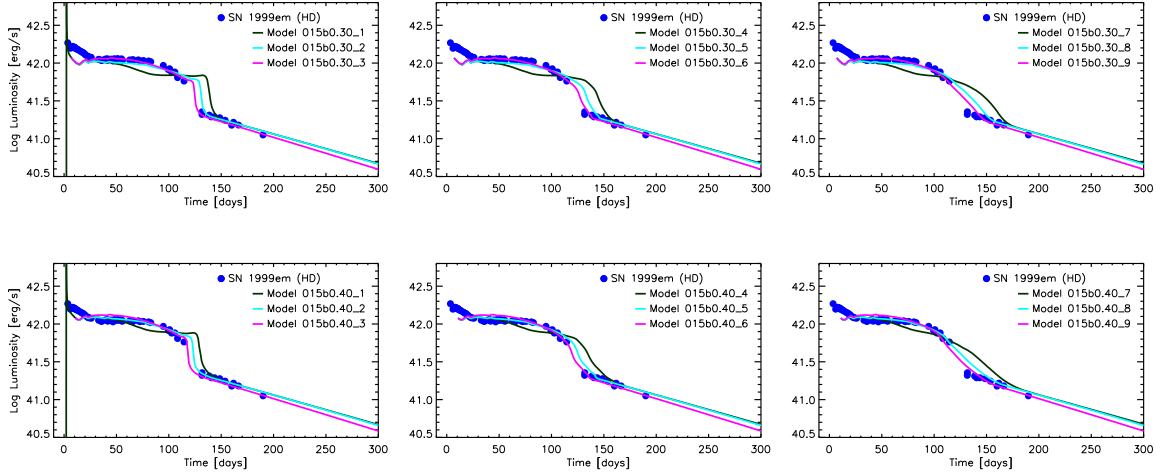 SN 1999em (HD)
Model 015b0.30_1
Model 015b0.30_2
Model 015b0.30_3
Log Luminosity [erg/s]
42.5
42.0
41.5
41.0
40.5
0 50 100 150 200 250 300
Time [days]
SN 1999em (HD)
Model 015b0.30_4
Model 015b0.30_5
Model 015b0.30_6
42.5
42.0
41.5
41.0
40.5
0 50 100 150 200 250 300
Time [days]
SN 1999em (HD)
Model 015b0.30_7
Model 015b0.30_8
Model 015b0.30_9
42.5
42.0
41.5
41.0
40.5
0 50 100 150 200 250 300
Time [days]
SN 1999em (HD)
Model 015b0.40_1
Model 015b0.40_2
Model 015b0.40_3
Log Luminosity [erg/s]
42.5
42.0
41.5
41.0
40.5
0 50 100 150 200 250 300
Time [days]
SN 1999em (HD)
Model 015b0.40_4
Model 015b0.40_5
Model 015b0.40_6
42.5
42.0
41.5
41.0
40.5
0 50 100 150 200 250 300
Time [days]
SN 1999em (HD)
Model 015b0.40_7
Model 015b0.40_8
Model 015b0.40_9
42.5
42.0
41.5
41.0
40.5
0 50 100 150 200 250 300
Time [days]